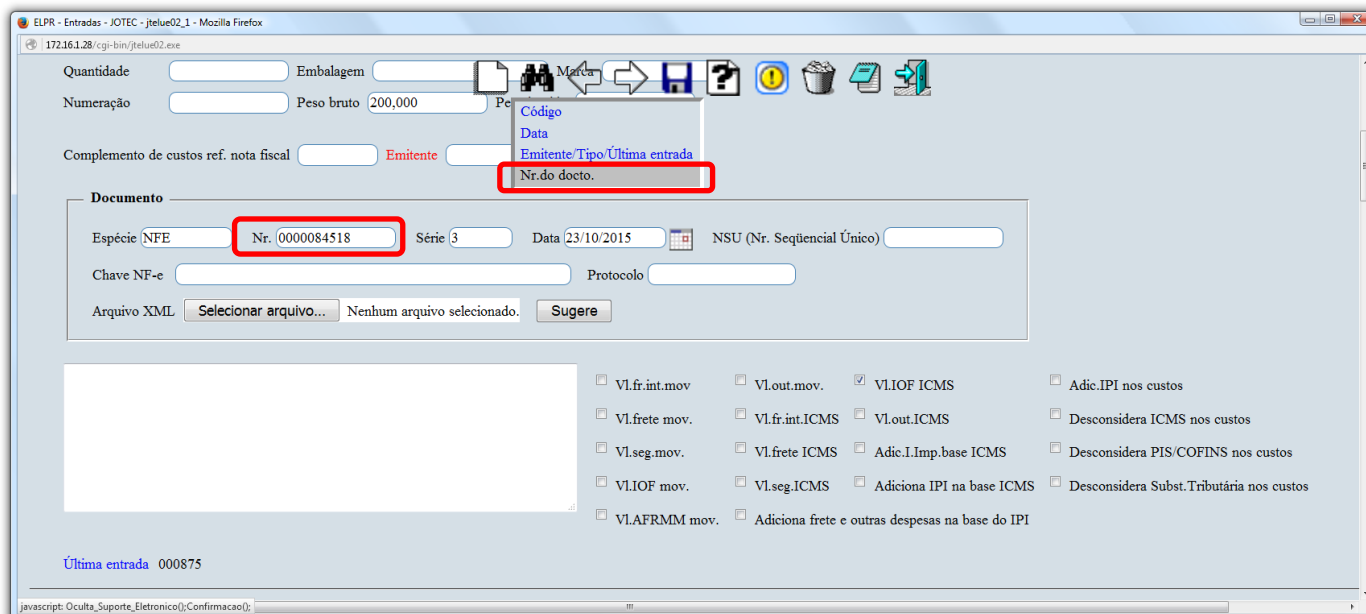 ELPR - Entradas - JOTEC - jtelue02_1 - Mozilla Firefox
172.16.1.28/cgi-bin/jtelue02.exe
Quantidade Embalagem Marca
Numeração Peso bruto 200,000
Código
Data
Complemento de custos ref. nota fiscal Emitente Emitente/Tipo/Última entrada
Nr.do docto.
Documento
Espécie NFE Nr. 0000084518 Série 3 Data 23/10/2015 NSU (Nr. Seqüencial Único)
Chave NF-e Protocolo
Arquivo XML Selecionar arquivo... Nenhum arquivo selecionado. Sugere
Vl.fr.int.mov Vl.out.mov. Vl.IOF ICMS Adic.IPI nos custos
Vl.frete mov. Vl.fr.int.ICMS Vl.out.ICMS Desconsidera ICMS nos custos
Vl.seg.mov. Vl.frete ICMS Adic.I.Imp.base ICMS Desconsidera PIS/COFINS nos custos
Vl.IOF mov. Vl.seg.ICMS Adiciona IPI na base ICMS Desconsidera Subst.Tributária nos custos
Vl.AFRMM mov. Adiciona frete e outras despesas na base do IPI
Última entrada 000875
javascript: Oculta_Suporte_Eletronico();Confirmacao();